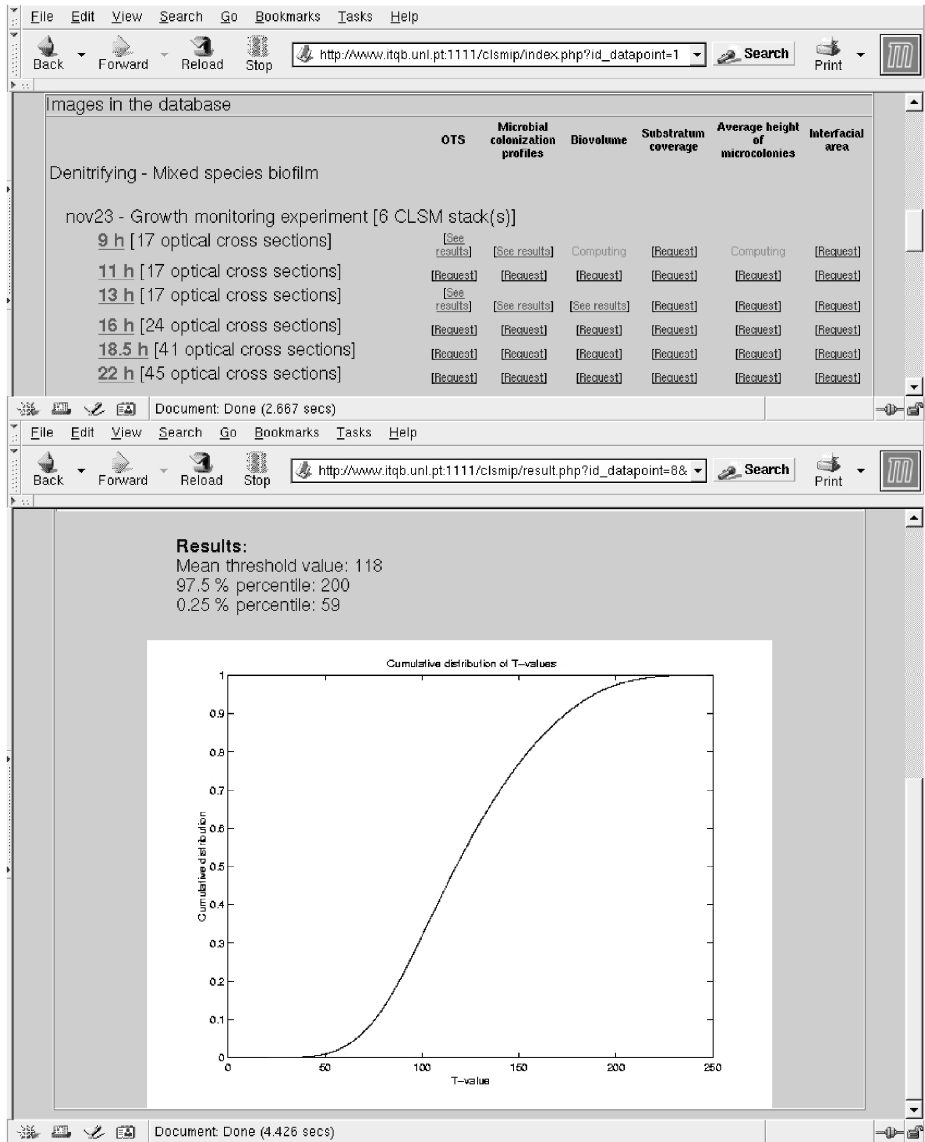 File Edit View Search Go Bookmarks Tasks Help
Back Forward Reload Stop http://www.itqb.unl.pt:1111/clsmip/index.php?id_datapoint=1 Search Print
Images in the database
OTS Microbial colonization profiles Biovolume Substratum coverage Average height of microcolonies Interfacial area
Denitrifying - Mixed species biofilm
nov23 - Growth monitoring experiment [6 CLSM stack(s)]
9 h [17 optical cross sections] [See results] [See results] Computing [Request] Computing [Request]
11 h [17 optical cross sections] [Request] [Request] [Request] [Request] [Request] [Request]
13 h [17 optical cross sections] [See results] [See results] [See results] [Request] [Request] [Request]
16 h [24 optical cross sections] [Request] [Request] [Request] [Request] [Request] [Request]
18.5 h [41 optical cross sections] [Request] [Request] [Request] [Request] [Request] [Request]
22 h [45 optical cross sections] [Request] [Request] [Request] [Request] [Request] [Request]
Document: Done (2.667 secs)
File Edit View Search Go Bookmarks Tasks Help
Back Forward Reload Stop http://www.itqb.unl.pt:1111/clsmip/result.php?id_datapoint=8& Search Print
Results:
Mean threshold value: 118
97.5 % percentile: 200
0.25 % percentile: 59
Cumulative distribution of T-values
1
0.9
0.8
0.7
0.6
0.5
0.4
0.3
0.2
0.1
0
Cumulative distribution
0 50 100 150 200 250
T-value
Document: Done (4.426 secs)